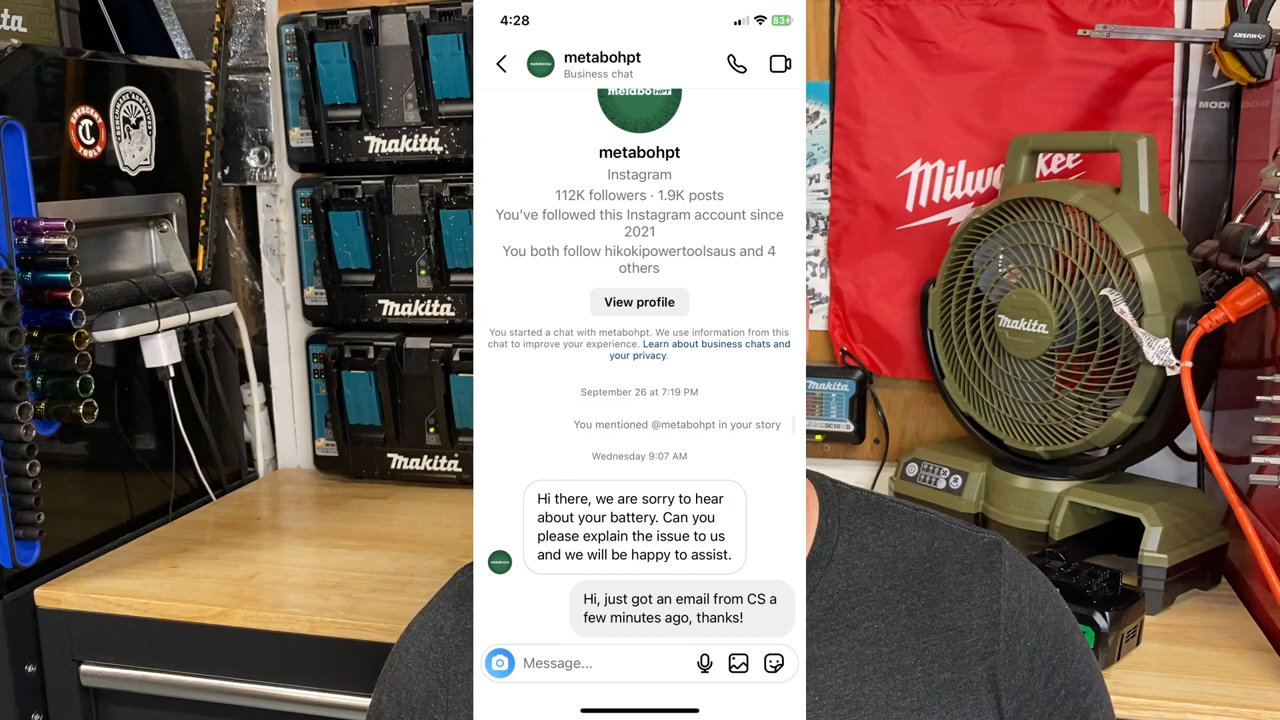 4:28
83
metabohpt
Business chat
metabohpt
metabohpt
Instagram
112K followers · 1.9K posts
You've followed this Instagram account since
2021
You both follow hikokipowertoolsaus and 4
others
View profile
You started a chat with metabohpt. We use information from this
chat to improve your experience. Learn about business chats and
your privacy.
September 26 at 7:19 PM
You mentioned @metabohpt in your story
Wednesday 9:07 AM
Hi there, we are sorry to hear
about your battery. Can you
please explain the issue to us
and we will be happy to assist.
Hi, just got an email from CS a
few minutes ago, thanks!
Message...
CRESCENT
TOOLS
makita
makita
makita
Milwaukee
makita
makita
HUSKY